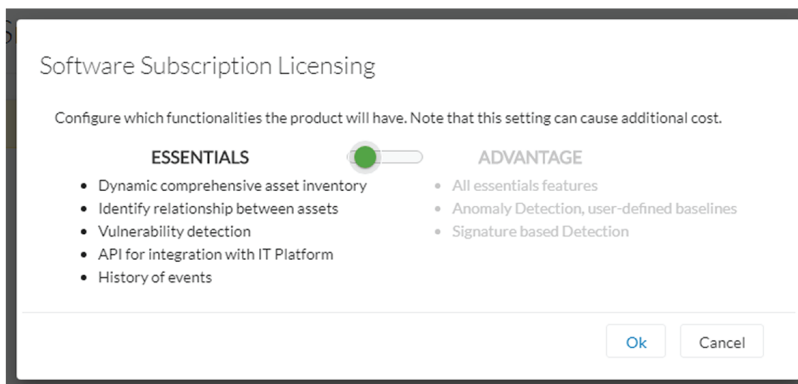 Software Subscription Licensing
Configure which functionalities the product will have. Note that this setting can cause additional cost.
ESSENTIALS
• Dynamic comprehensive asset inventory
• Identify relationship between assets
• Vulnerability detection
• API for integration with IT Platform
• History of events
ADVANTAGE
• All essentials features
• Anomaly Detection, user-defined baselines
• Signature based Detection
Ok
Cancel